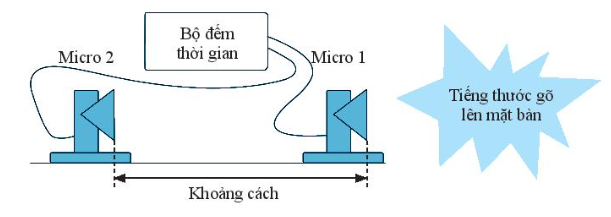 Bộ đếm
thời gian
Micro 2
Micro 1
Tiếng thước gõ
lên mặt bàn
Khoảng cách